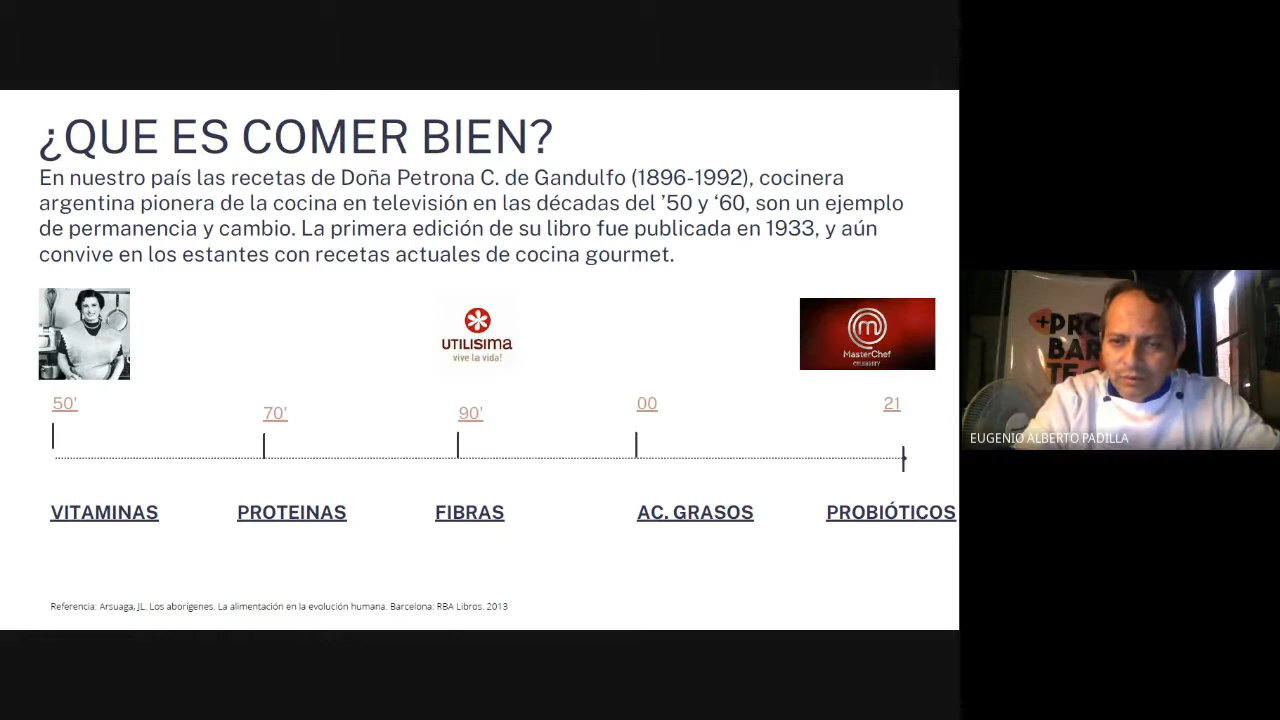 ¿QUE ES COMER BIEN?
En nuestro país las recetas de Doña Petrona C. de Gandulfo (1896-1992), cocinera
argentina pionera de la cocina en televisión en las décadas del ’50 y ‘60, son un ejemplo
de permanencia y cambio. La primera edición de su libro fue publicada en 1933, y aún
convive en los estantes con recetas actuales de cocina gourmet.
UTILISIMA
vive la vida!
MasterChef
CELEBRITY
50'
70'
90'
00
21
VITAMINAS
PROTEINAS
FIBRAS
AC. GRASOS
PROBIÓTICOS
Referencia: Arsuaga, JL. Los aborígenes. La alimentación en la evolución humana. Barcelona: RBA Libros. 2013
+PRO
BAR
TE
EUGENIO ALBERTO PADILLA